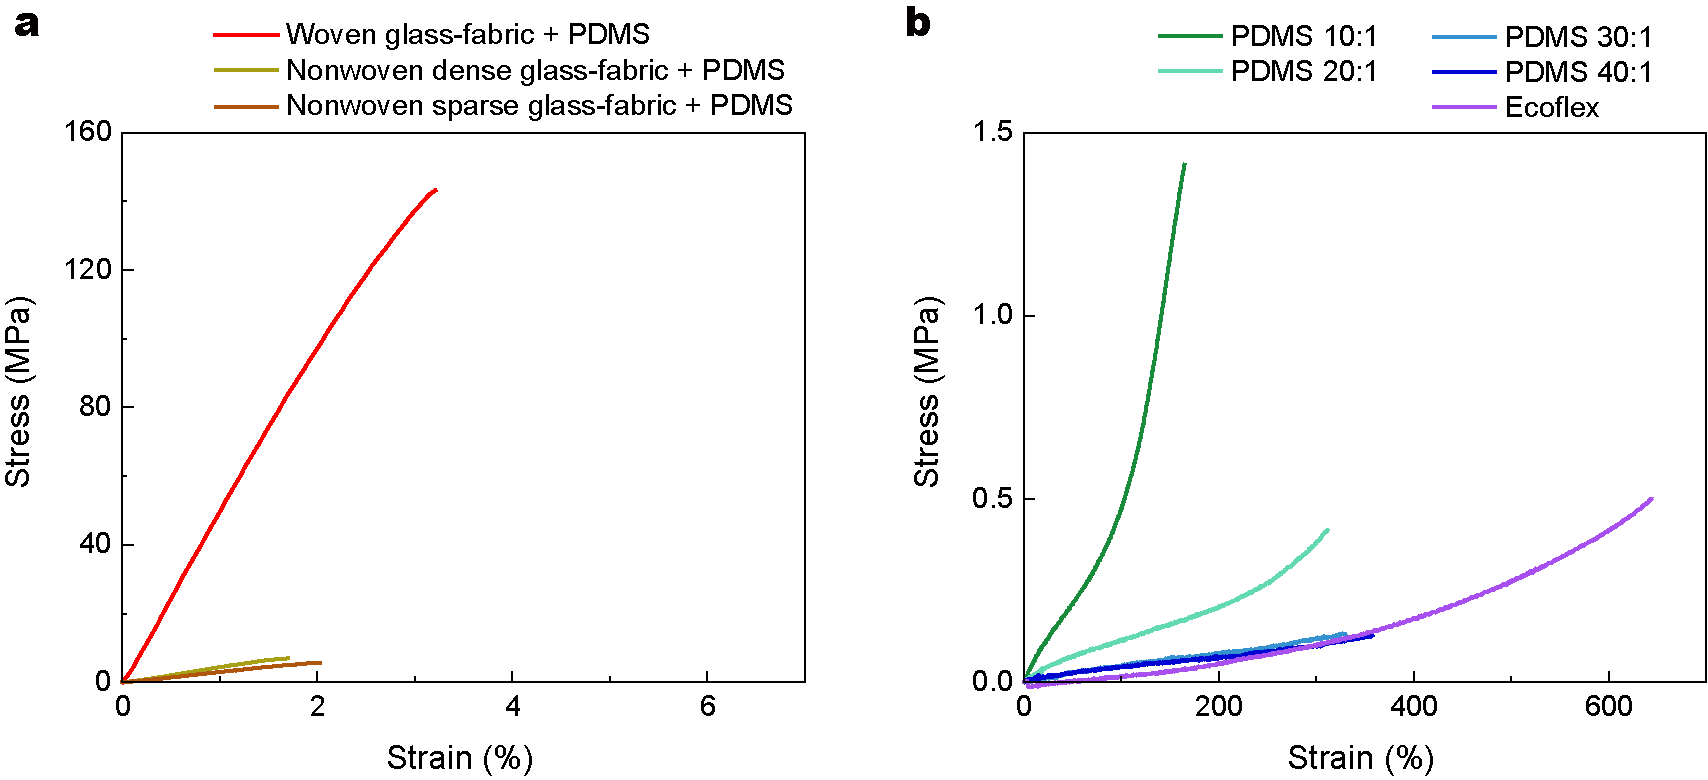 a
Woven glass-fabric + PDMS
Nonwoven dense glass-fabric + PDMS
Nonwoven sparse glass-fabric + PDMS
160
120
80
40
0
0 2 4 6
Stress (MPa)
Strain (%)
b
PDMS 10:1
PDMS 20:1
PDMS 30:1
PDMS 40:1
Ecoflex
1.5
1.0
0.5
0.0
0 200 400 600
Stress (MPa)
Strain (%)